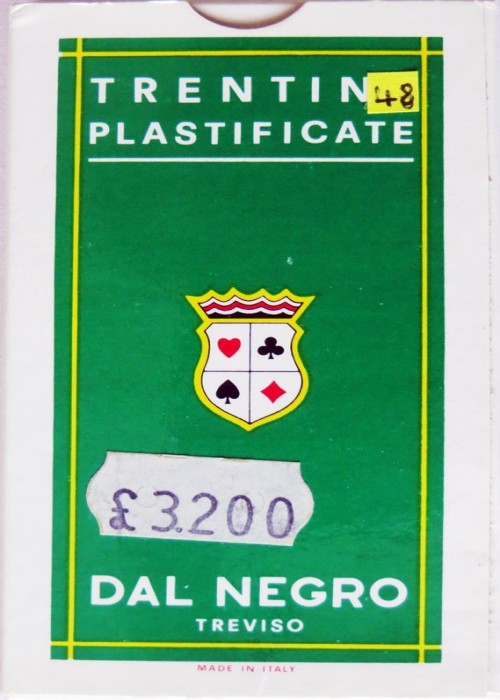 TRENTIN
48
PLASTIFICATE
£3.200
DAL NEGRO
TREVISO
MADE IN ITALY